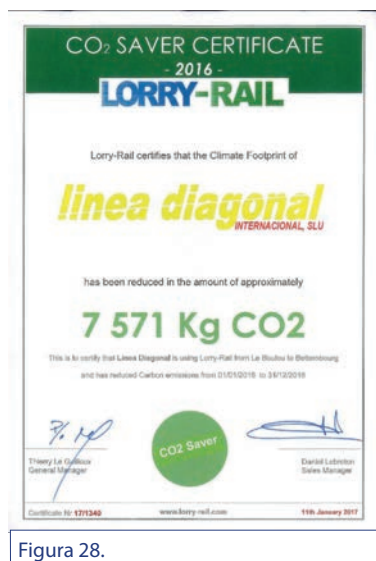 CO₂ SAVER CERTIFICATE
- 2016 -
LORRY-RAIL
Lorry-Rail certifies that the Climate Footprint of
linea diagonal
INTERNACIONAL, SLU
has been reduced in the amount of approximately
7 571 Kg CO2
This is to verify that Linea Diagonal is using Lorry-Rail from Le Boulou to Bettembourg
and has reduced Carbon emissions from 01/01/2016 to 31/12/2016
CO2 Saver
Thierry Le
General Manager
Daniel Lebreton
Sales Manager
Certificate Nr 17/1340
www.lorry-rail.com
11th January 2017
Figura 28.